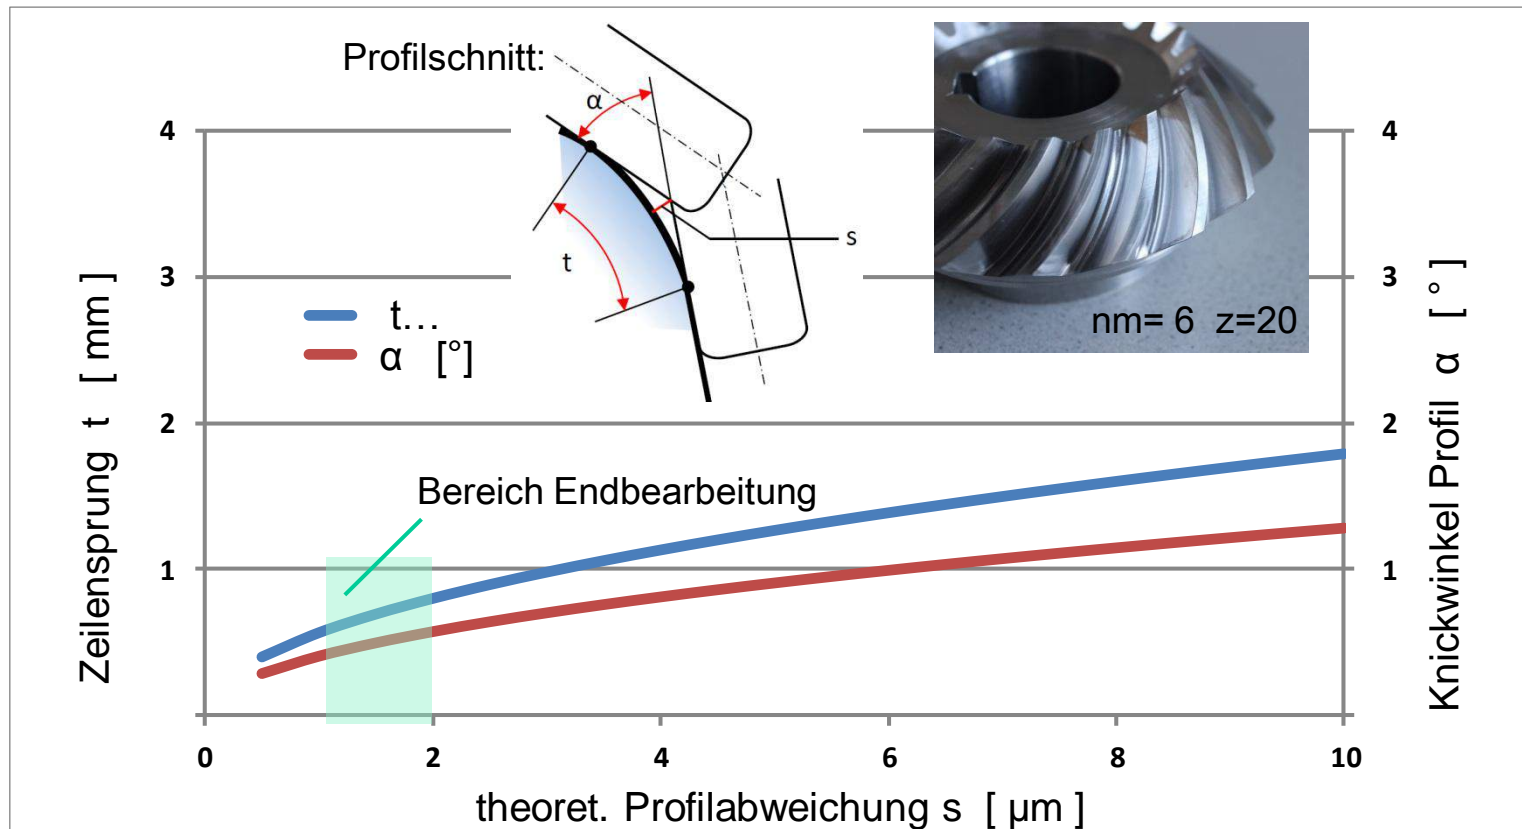 Profilschnitt:
α
t
s
nm= 6 z=20
4
3
2
1
4
3
2
1
Zeilensprung t [ mm ]
Knickwinkel Profil α [ ° ]
t...
α [°]
Bereich Endbearbeitung
0 2 4 6 8 10
theoret. Profilabweichung s [ µm ]